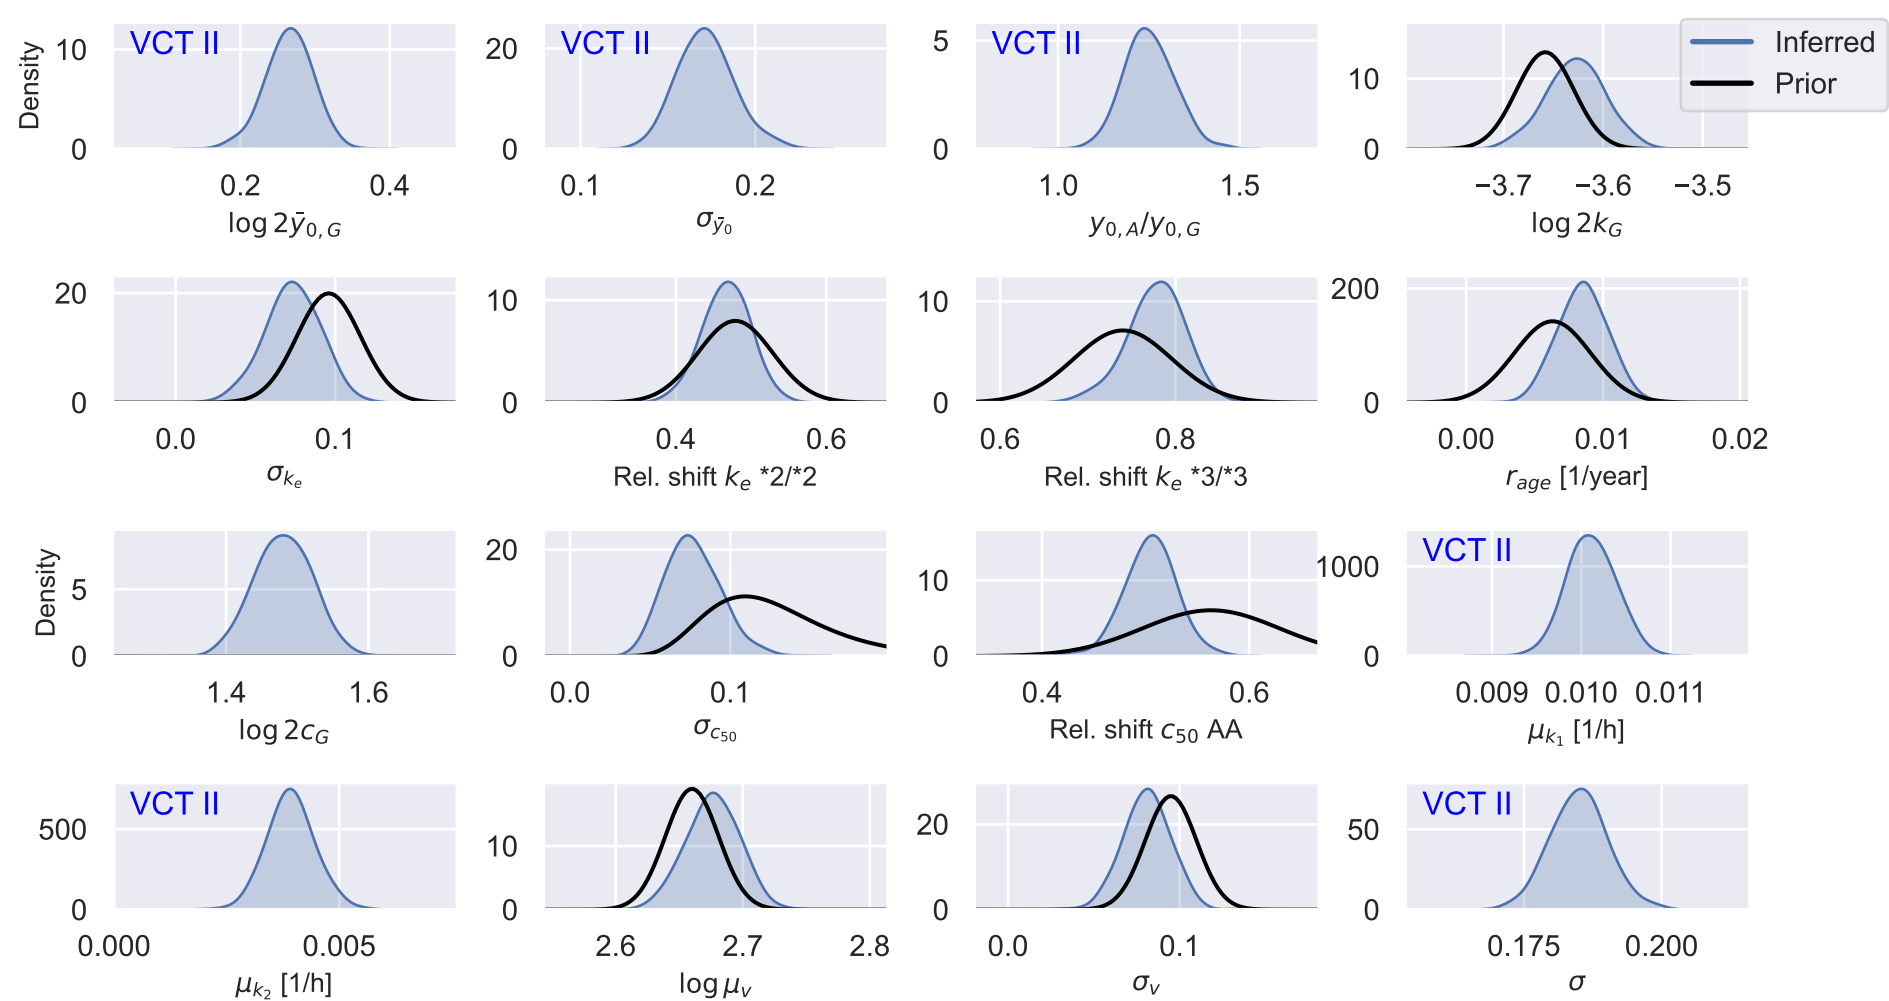 VCT II
VCT II
VCT II
Inferred
Prior
Density
10
0
20
0
5
0
10
0
0.2 0.4
0.1 0.2
1.0 1.5
−3.7 −3.6 −3.5
log 2ȳ₀,G
σȳ₀
y₀,A/y₀,G
log 2k_G
20
0
10
0
10
0
200
0
0.0 0.1
0.4 0.6
0.6 0.8
0.00 0.01 0.02
σ_kₑ
Rel. shift kₑ *2/*2
Rel. shift kₑ *3/*3
r_age [1/year]
Density
5
0
20
0
10
0
VCT II
1000
0
1.4 1.6
0.0 0.1
0.4 0.6
0.009 0.010 0.011
log 2c_G
σ_c₅₀
Rel. shift c₅₀ AA
μ_k₁ [1/h]
VCT II
500
0
10
0
20
0
VCT II
50
0
0.000 0.005
2.6 2.7 2.8
0.0 0.1
0.175 0.200
μ_k₂ [1/h]
log μᵥ
σᵥ
σ